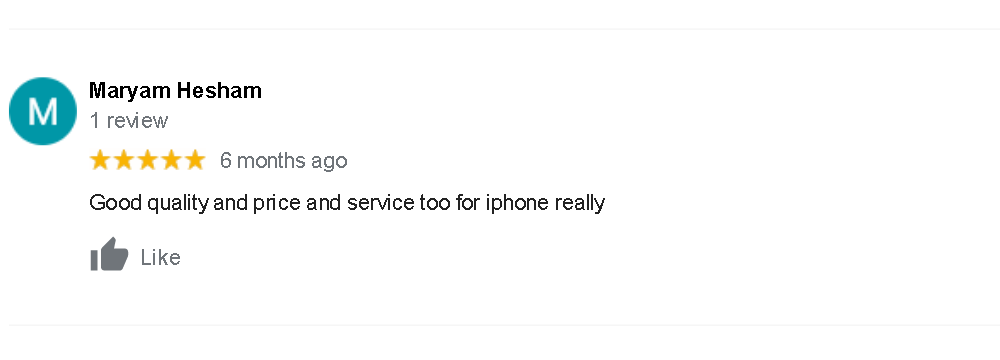 M
Maryam Hesham
1 review
6 months ago
Good quality and price and service too for iphone really
Like